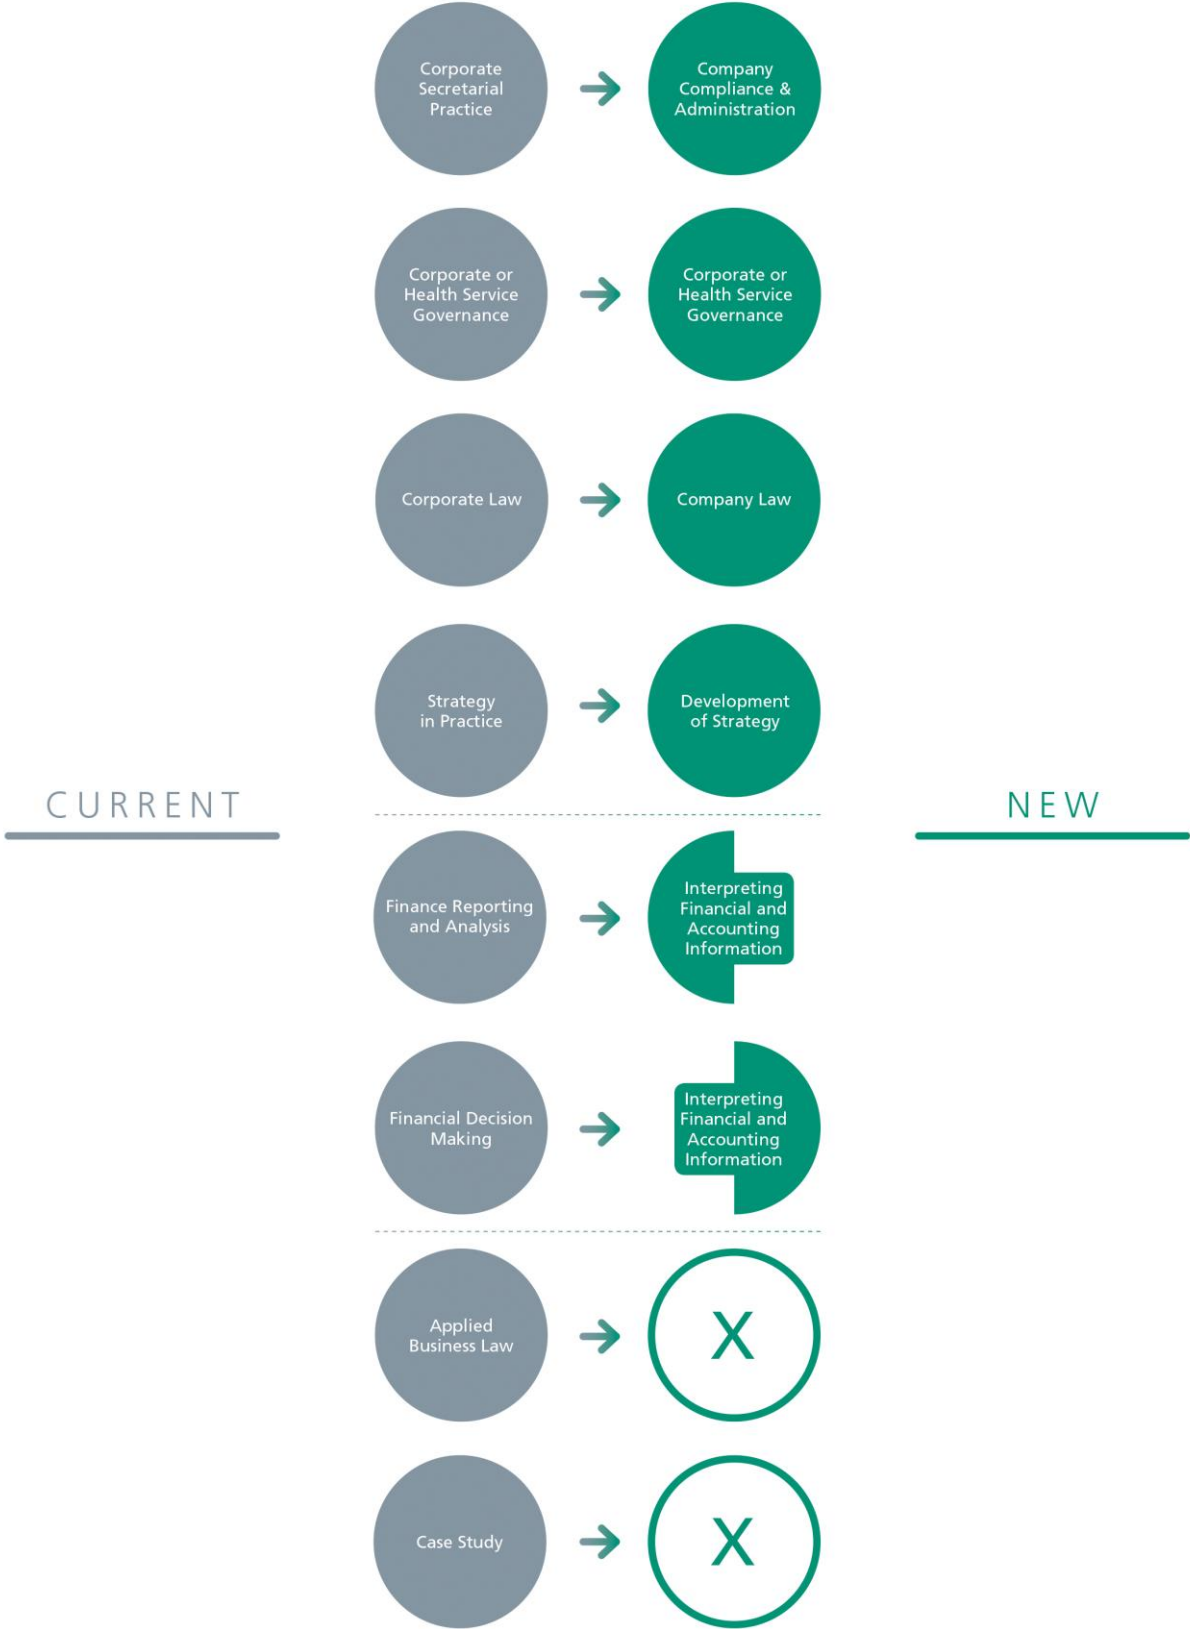 Corporate
Secretarial
Practice
Company
Compliance &
Administration
Corporate or
Health Service
Governance
Corporate or
Health Service
Governance
Corporate Law
Company Law
Strategy
in Practice
Development
of Strategy
CURRENT
NEW
Finance Reporting
and Analysis
Interpreting
Financial and
Accounting
Information
Financial Decision
Making
Interpreting
Financial and
Accounting
Information
Applied
Business Law
X
Case Study
X